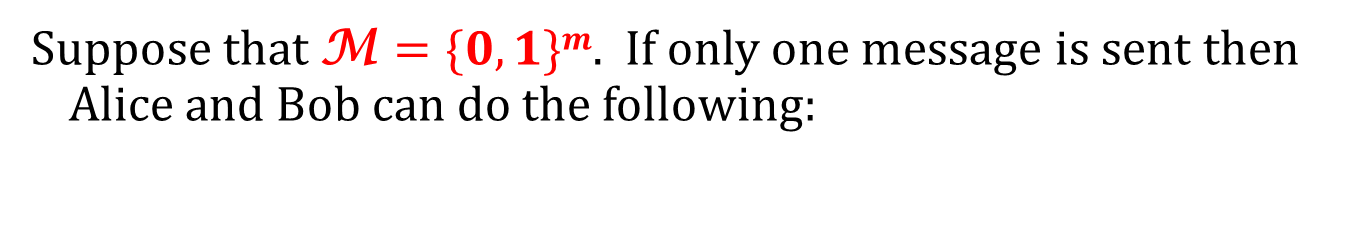 Suppose that ℳ = {0, 1}ᵐ. If only one message is sent then
Alice and Bob can do the following: